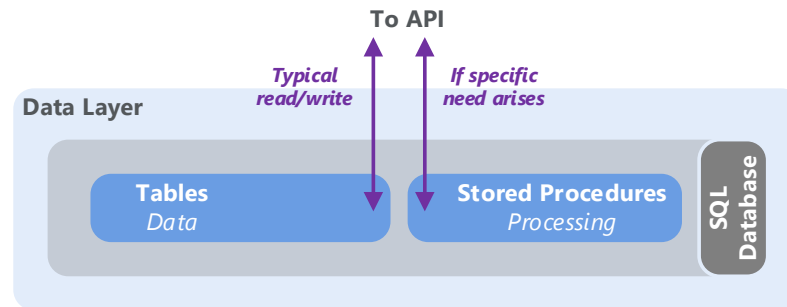 To API
Typical
read/write
If specific
need arises
Data Layer
Tables
Data
Stored Procedures
Processing
SQL
Database